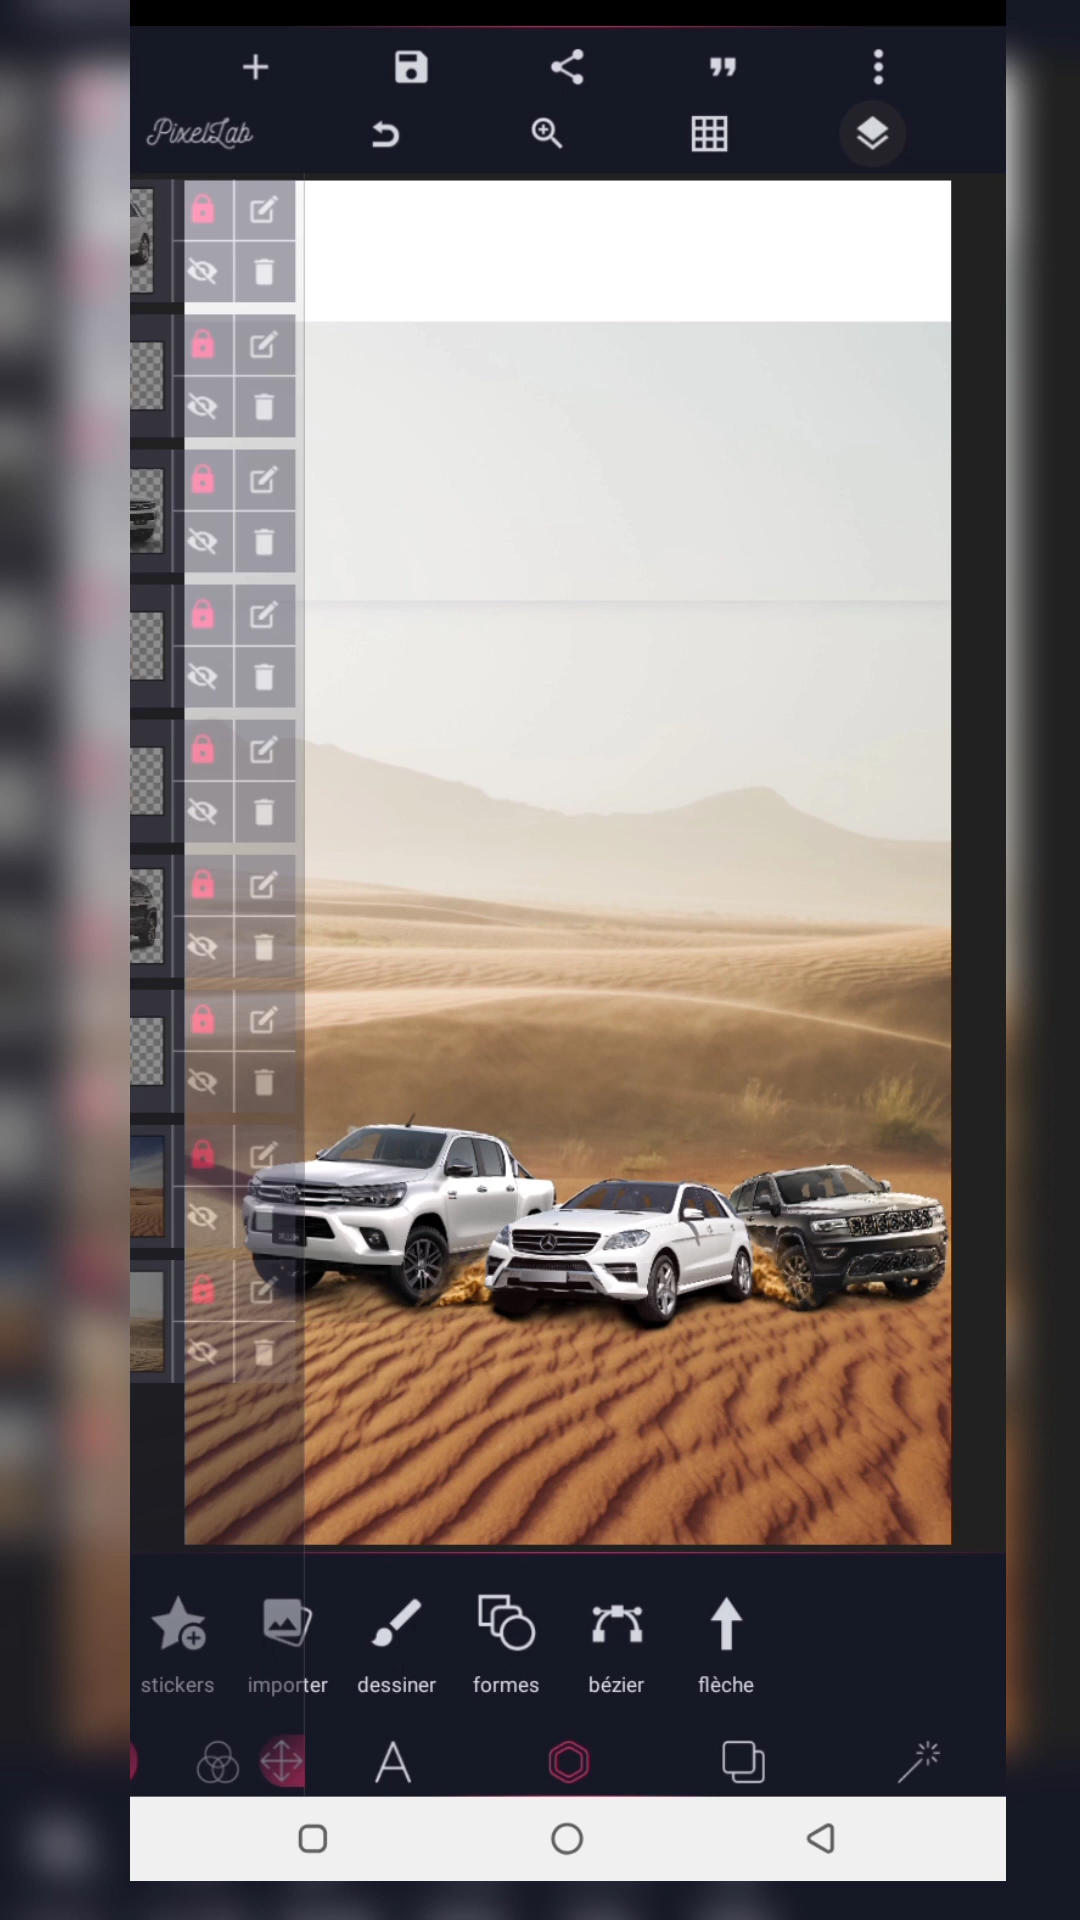 PixelLab
stickers
importer
dessiner
formes
bézier
flèche